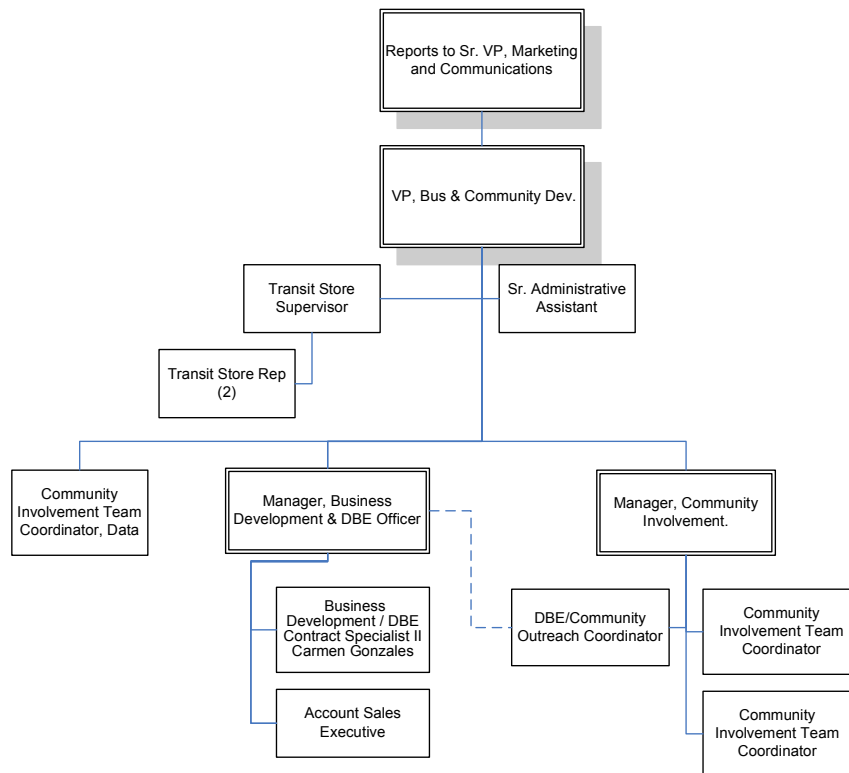 Reports to Sr. VP, Marketing
and Communications
VP, Bus & Community Dev.
Transit Store
Supervisor
Sr. Administrative
Assistant
Transit Store Rep
(2)
Community
Involvement Team
Coordinator, Data
Manager, Business
Development & DBE Officer
Manager, Community
Involvement.
Business
Development / DBE
Contract Specialist II
Carmen Gonzales
DBE/Community
Outreach Coordinator
Community
Involvement Team
Coordinator
Account Sales
Executive
Community
Involvement Team
Coordinator